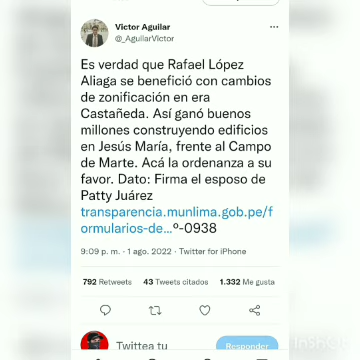 Victor Aguilar
@_AguilarVictor
Es verdad que Rafael López
Aliaga se benefició con cambios
de zonificación en era
Castañeda. Así ganó buenos
millones construyendo edificios
en Jesús María, frente al Campo
de Marte. Acá la ordenanza a su
favor. Dato: Firma el esposo de
Patty Juárez
transparencia.munlima.gob.pe/f
ormularios-de...º-0938
9:09 p. m. · 1 ago. 2022 · Twitter for iPhone
792 Retweets 43 Tweets citados 1.332 Me gusta
Twittea tu
Responder